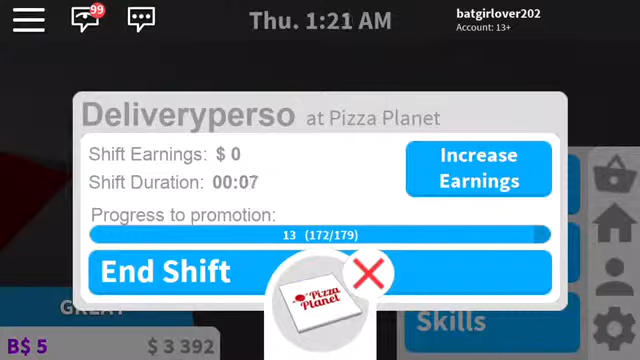 99
Thu. 1:21 AM
batgirlover202
Account: 13+
Deliveryperso at Pizza Planet
Shift Earnings: $ 0
Shift Duration: 00:07
Increase
Earnings
Progress to promotion:
13 (172/179)
End Shift
Pizza
Planet
GREAT
B$ 5
$ 3 392
Skills